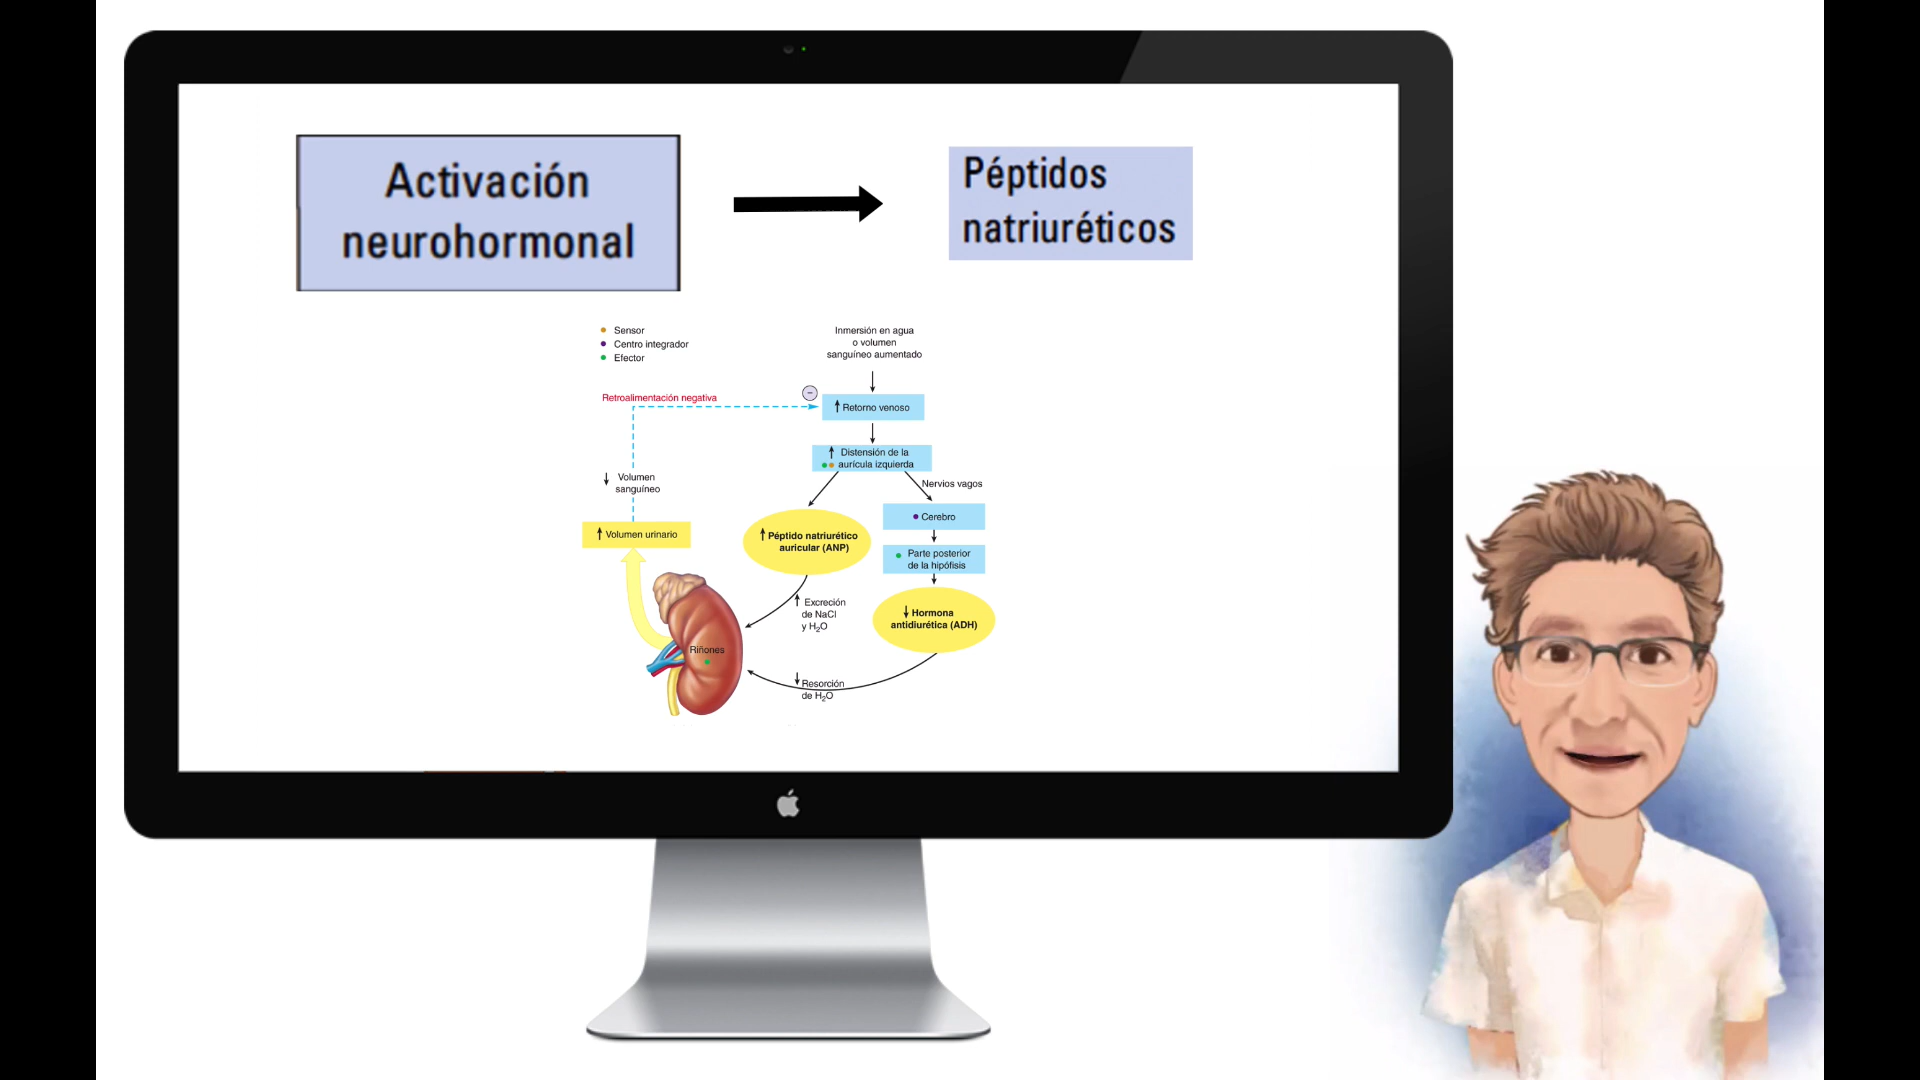 Activación
neurohormonal
Péptidos
natriuréticos
Sensor
Centro integrador
Efector
Inmersión en agua
o volumen
sanguíneo aumentado
Retroalimentación negativa
−
↑ Retorno venoso
↑ Distensión de la
aurícula izquierda
Nervios vagos
↓ Volumen
sanguíneo
Cerebro
↑ Volumen urinario
↑ Péptido natriurético
auricular (ANP)
Parte posterior
de la hipófisis
↑ Excreción
de NaCl
y H₂O
↓ Hormona
antidiurética (ADH)
Riñones
↓ Resorción
de H₂O